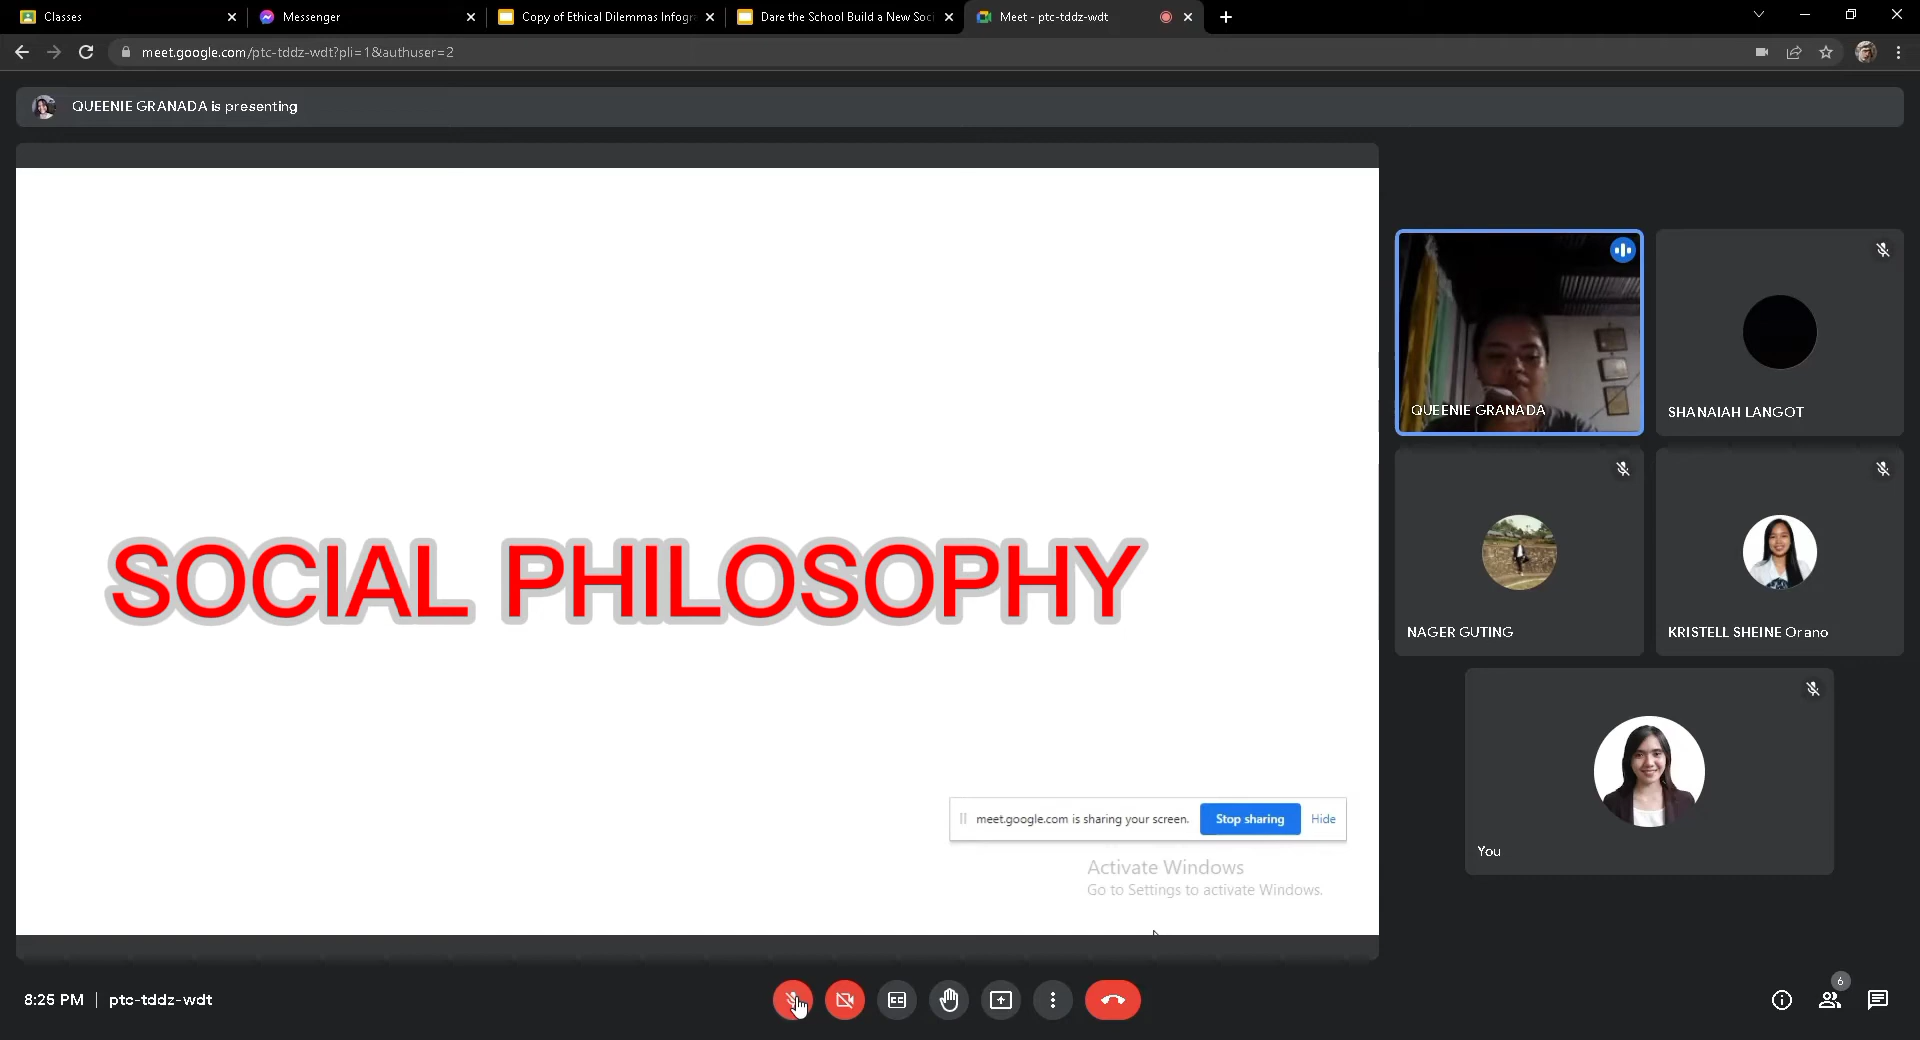 Classes
Messenger
Copy of Ethical Dilemmas Infogr
Dare the School Build a New Soci
Meet - ptc-tddz-wdt
meet.google.com/ptc-tddz-wdt?pli=1&authuser=2
QUEENIE GRANADA is presenting
SOCIAL PHILOSOPHY
meet.google.com is sharing your screen.
Stop sharing
Hide
Activate Windows
Go to Settings to activate Windows.
QUEENIE GRANADA
SHANAIAH LANGOT
NAGER GUTING
KRISTELL SHEINE Orano
You
8:25 PM | ptc-tddz-wdt
6